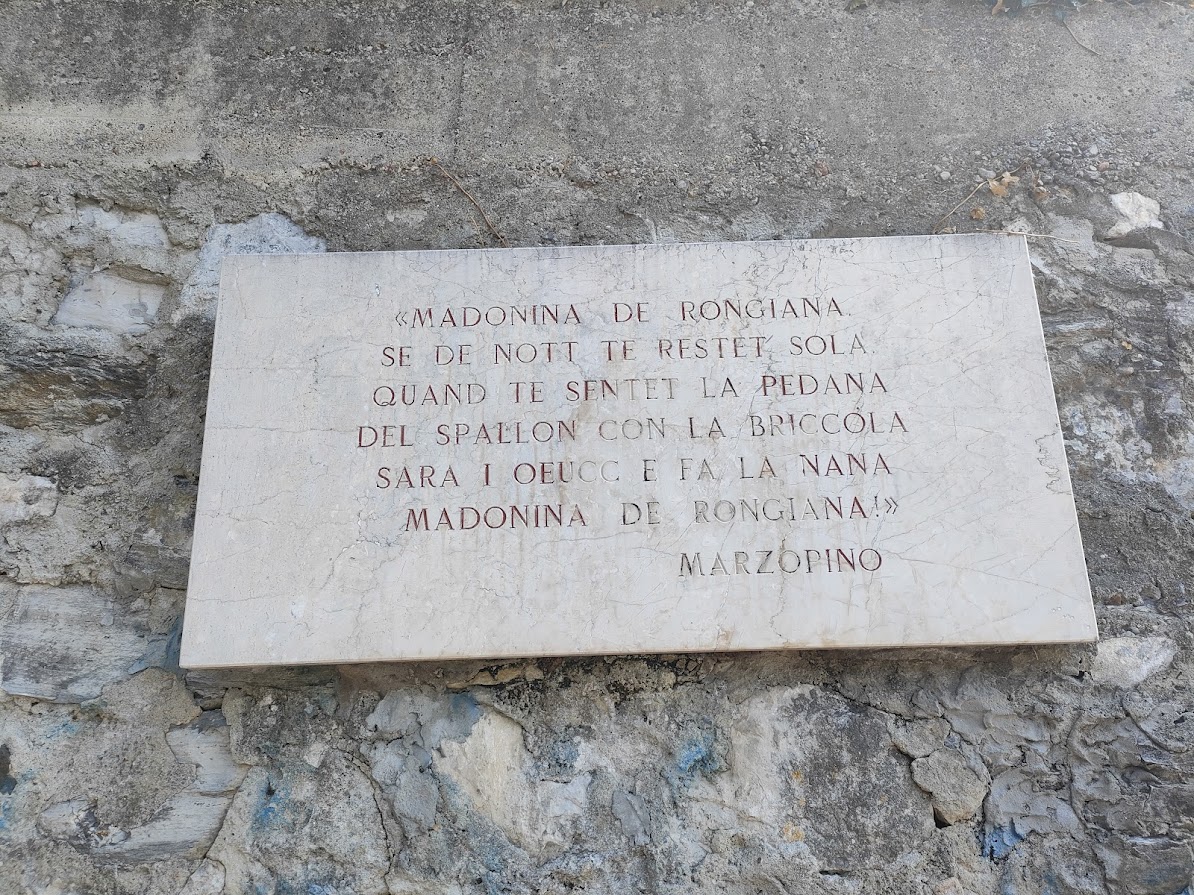 «MADONINA DE RONGIANA,
SE DE NOTT TE RESTET SOLA,
QUAND TE SENTET LA PEDANA
DEL SPALLON CON LA BRICCÓLA
SARA I OEUCC E FA LA NANA
MADONINA DE RONGIANA!»
MARZOPINO